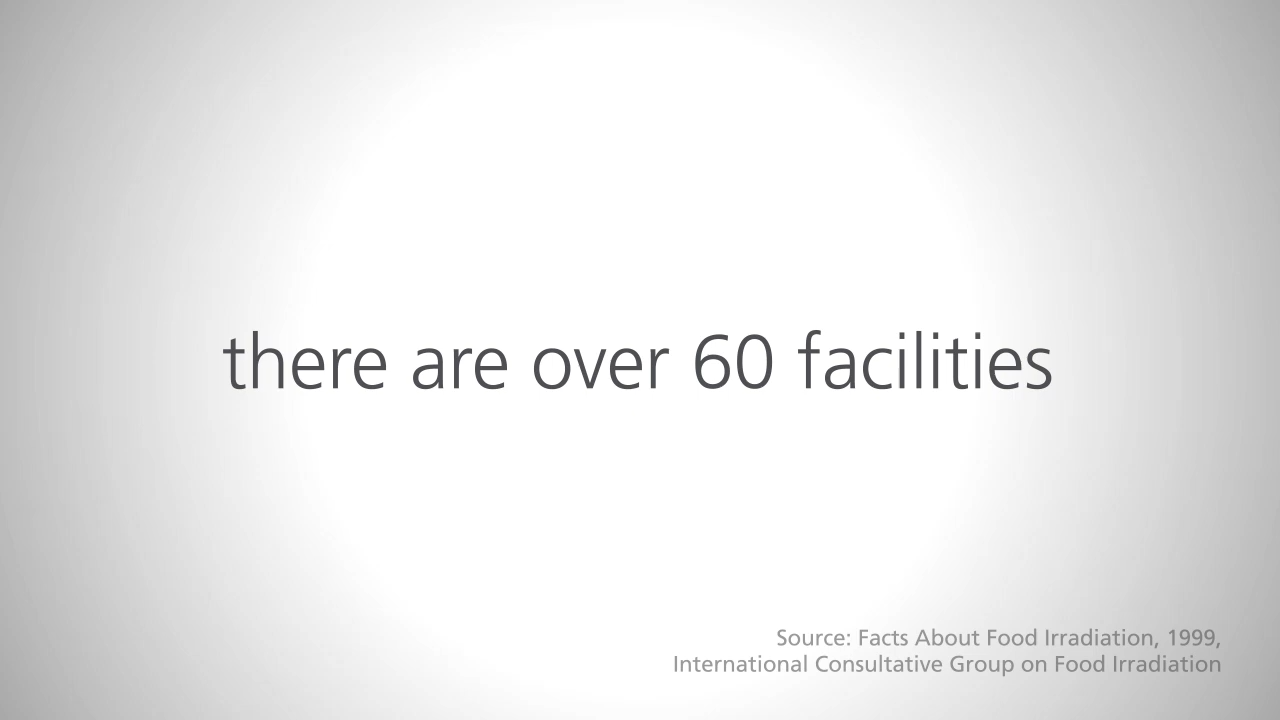 there are over 60 facilities
Source: Facts About Food Irradiation, 1999,
International Consultative Group on Food Irradiation